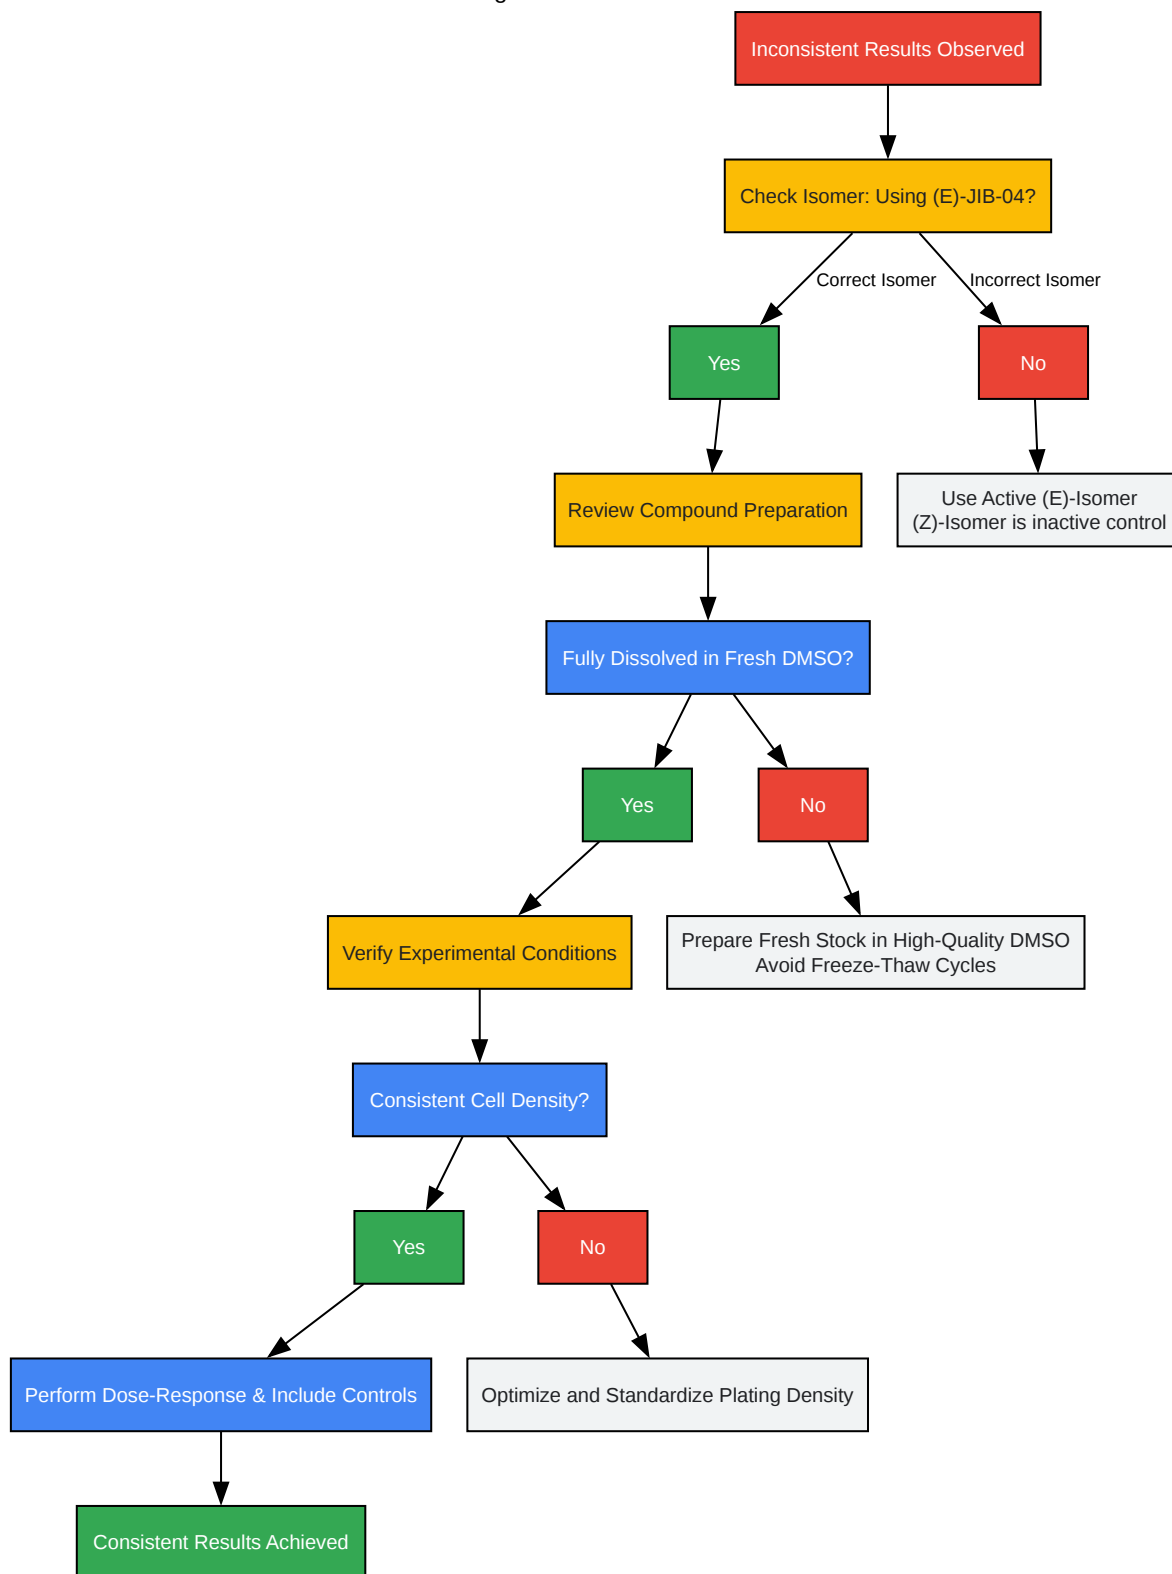 Inconsistent Results Observed
Check Isomer: Using (E)-JIB-04?
Correct Isomer
Incorrect Isomer
Yes
No
Review Compound Preparation
Use Active (E)-Isomer
(Z)-Isomer is inactive control
Fully Dissolved in Fresh DMSO?
Yes
No
Verify Experimental Conditions
Prepare Fresh Stock in High-Quality DMSO
Avoid Freeze-Thaw Cycles
Consistent Cell Density?
Yes
No
Perform Dose-Response & Include Controls
Optimize and Standardize Plating Density
Consistent Results Achieved